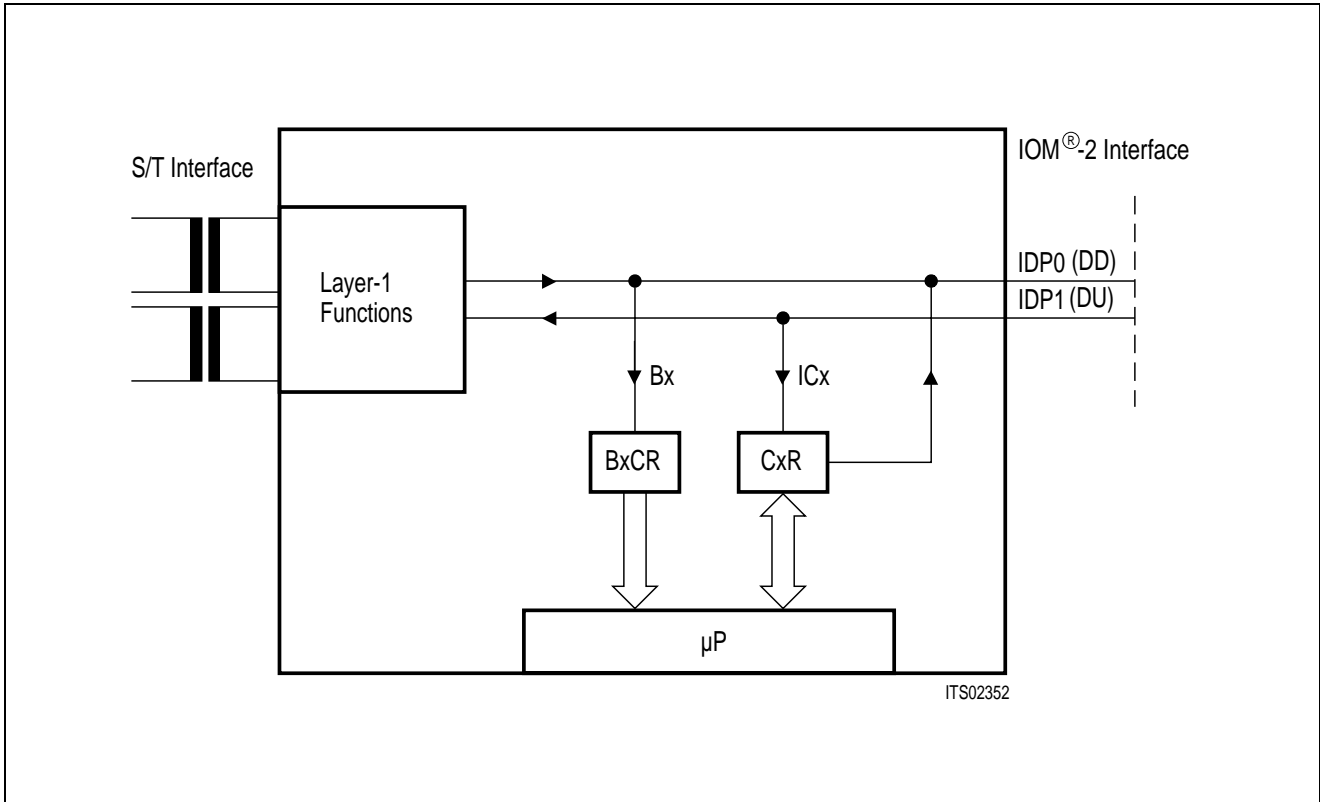 S/T Interface
IOM®-2 Interface
Layer-1
Functions
IDP0 (DD)
IDP1 (DU)
Bx
ICx
BxCR
CxR
µP
ITS02352